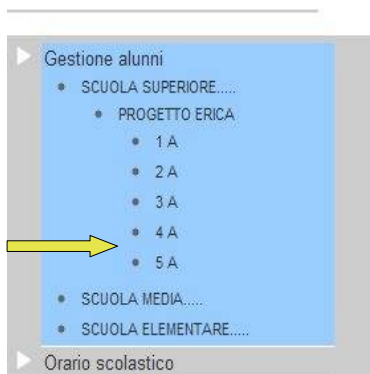 Gestione alunni
SCUOLA SUPERIORE.....
PROGETTO ERICA
1 A
2 A
3 A
4 A
5 A
SCUOLA MEDIA.....
SCUOLA ELEMENTARE.....
Orario scolastico